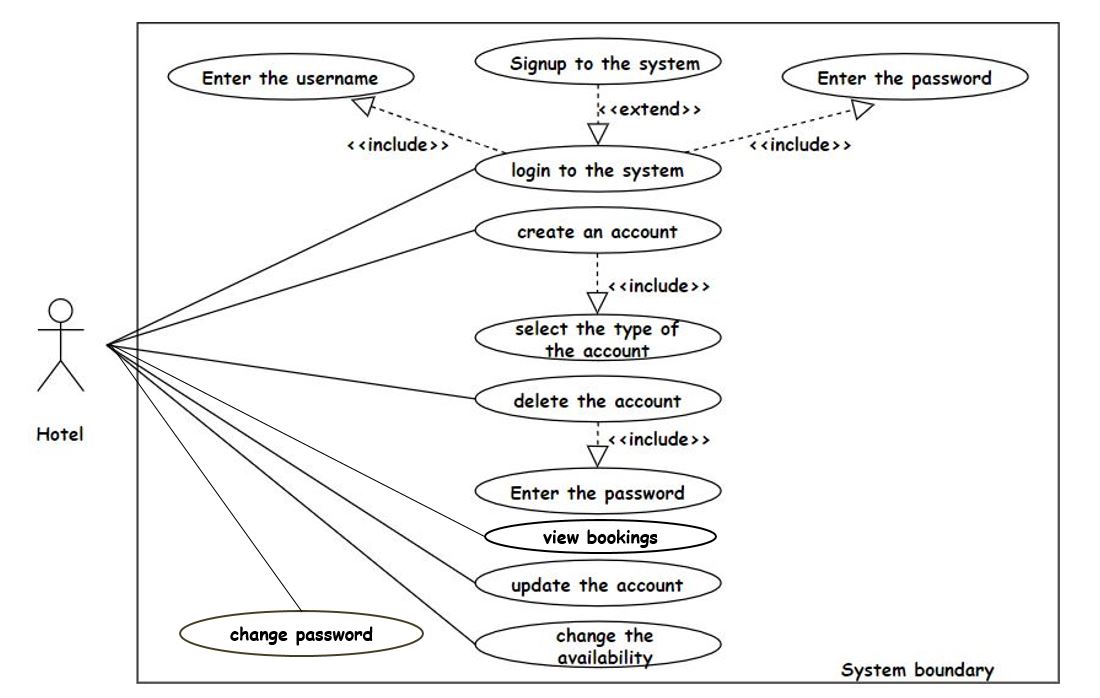 Signup to the system
Enter the username
Enter the password
<<extend>>
<<include>>
<<include>>
login to the system
create an account
<<include>>
select the type of
the account
delete the account
Hotel
<<include>>
Enter the password
view bookings
update the account
change password
change the
availability
System boundary